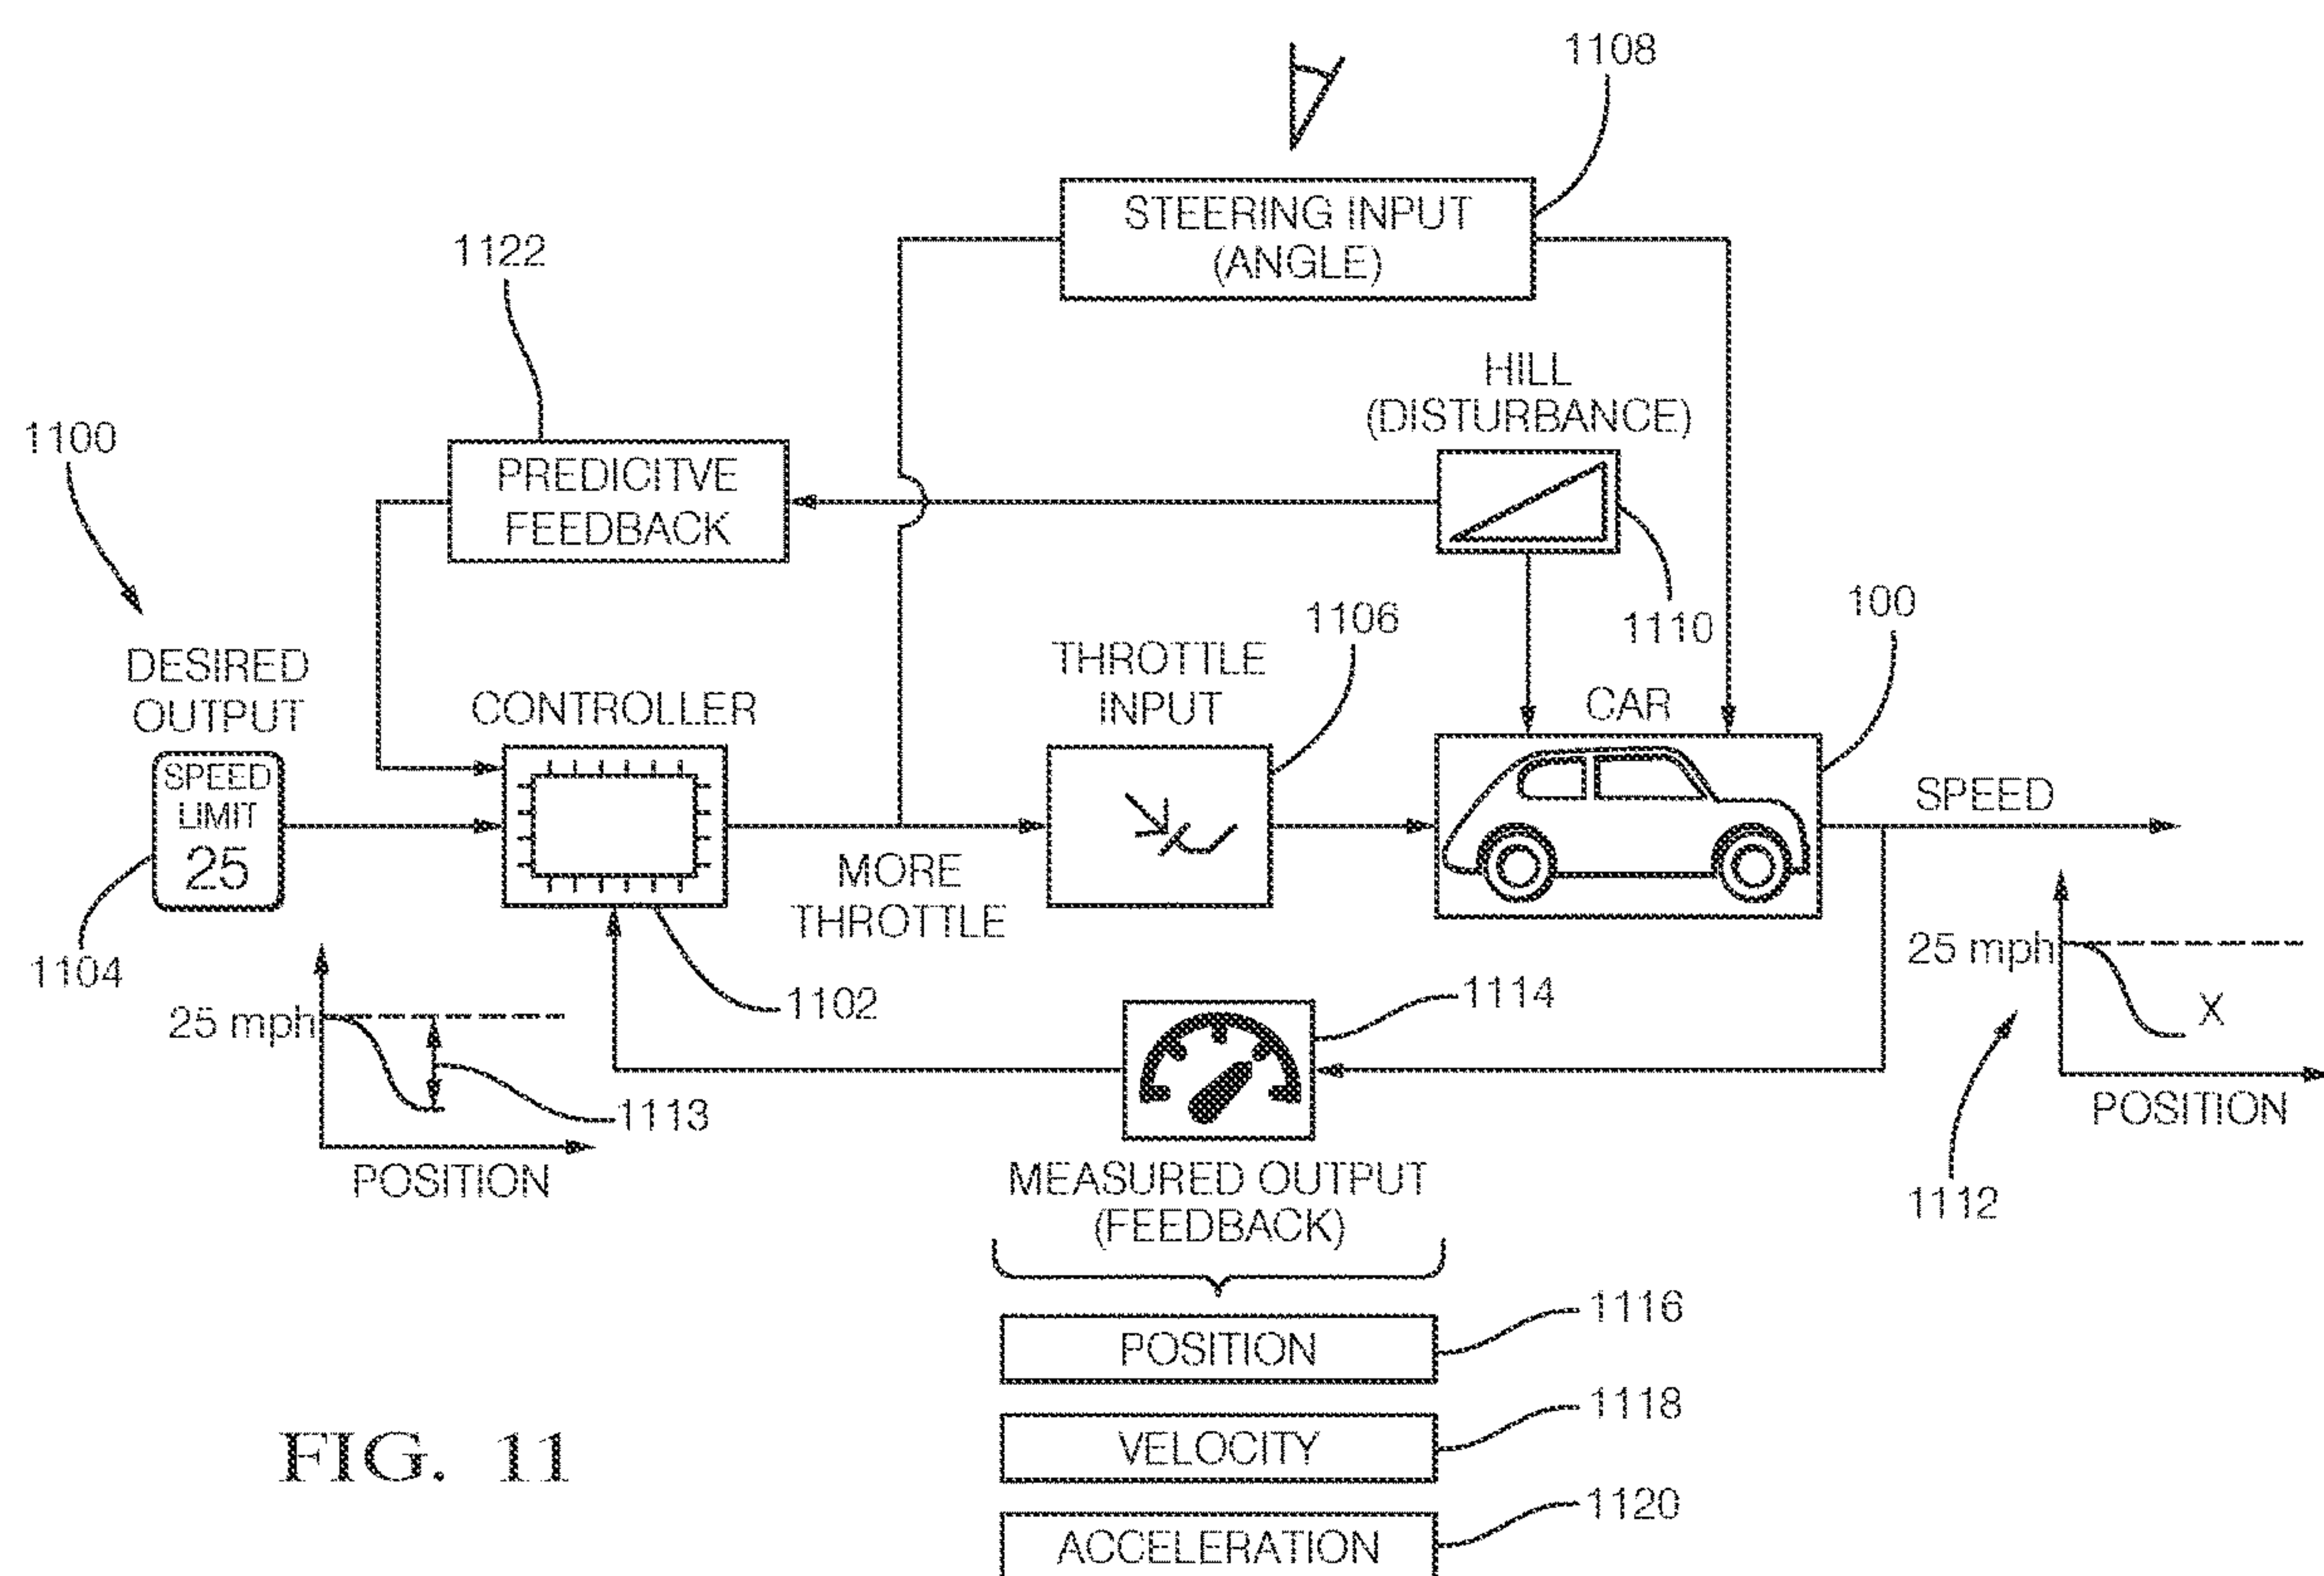 1108
STEERING INPUT
(ANGLE)
1122
HILL
(DISTURBANCE)
1100
PREDICITVE
FEEDBACK
1110
100
1106
DESIRED
OUTPUT
CONTROLLER
THROTTLE
INPUT
CAR
SPEED
LIMIT
25
SPEED
MORE
THROTTLE
1104
1102
1114
25 mph
1113
POSITION
25 mph
X
POSITION
1112
MEASURED OUTPUT
(FEEDBACK)
1116
POSITION
1118
VELOCITY
1120
ACCELERATION
FIG. 11